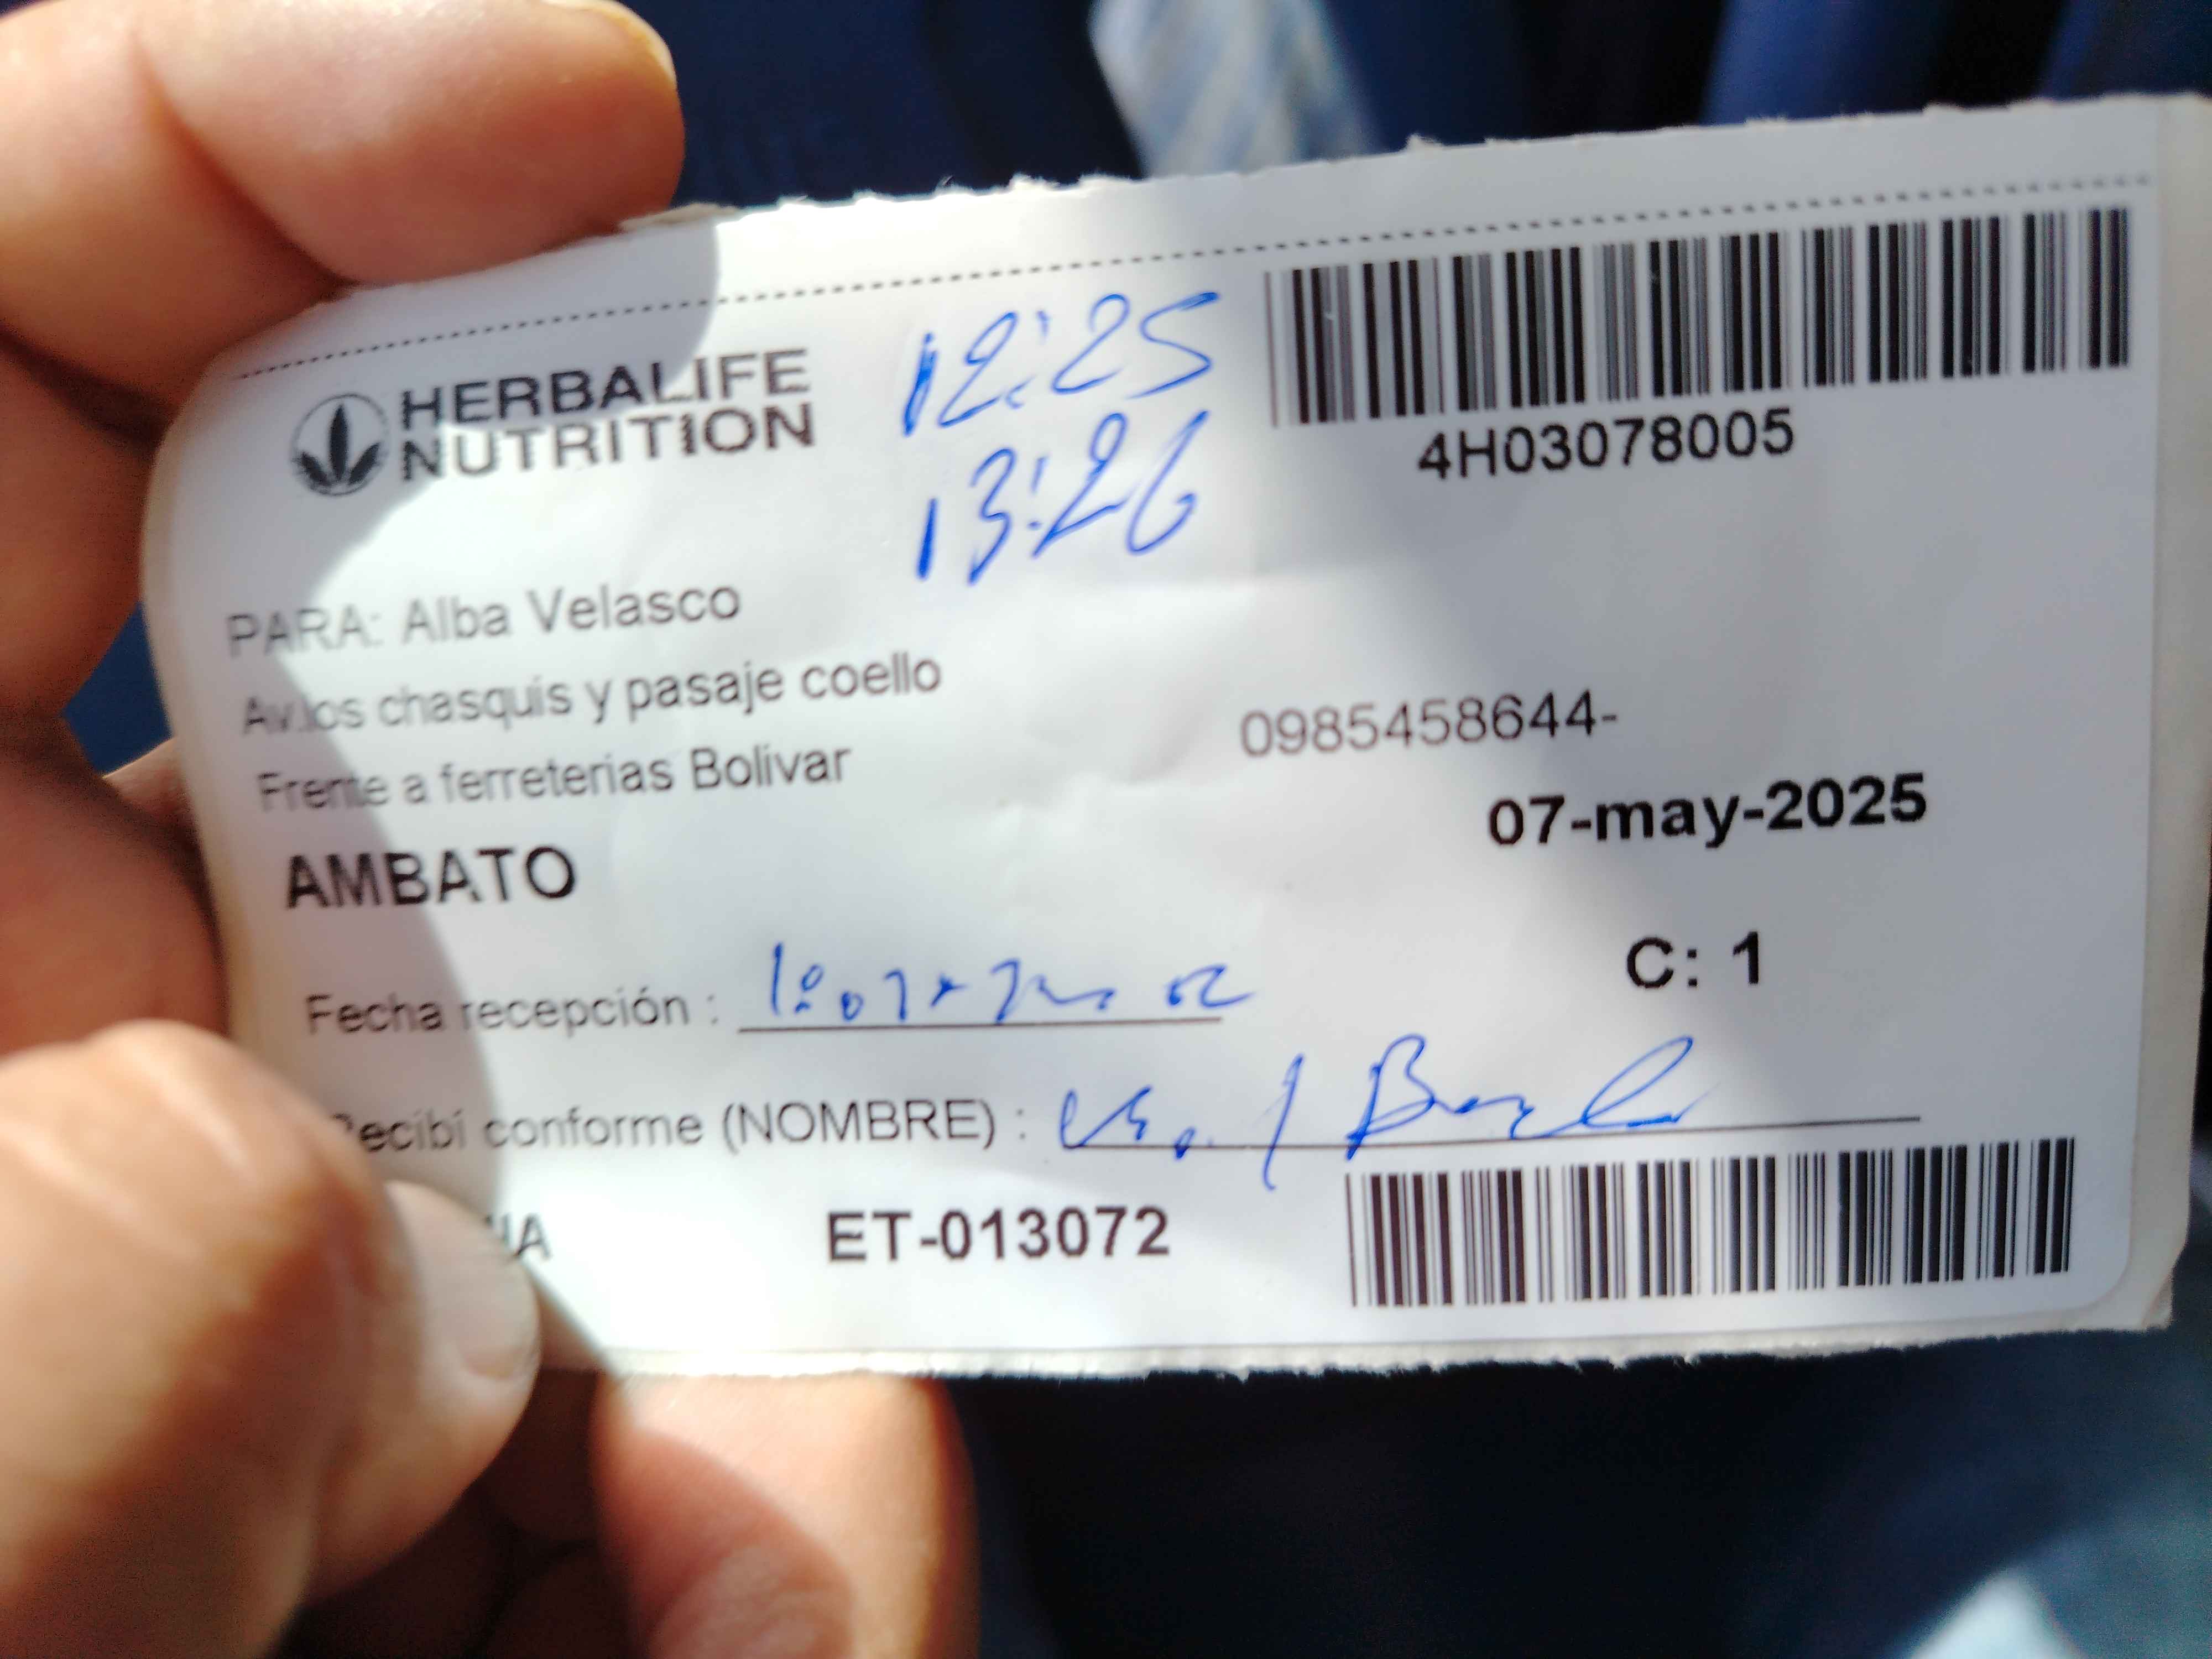 HERBALIFE
NUTRITION
12:25
13:26
4H03078005
PARA: Alba Velasco
Av.los chasquis y pasaje coello
0985458644-
Frente a ferreterias Bolivar
07-may-2025
AMBATO
C: 1
Fecha recepción :
Recibí conforme (NOMBRE) :
ET-013072